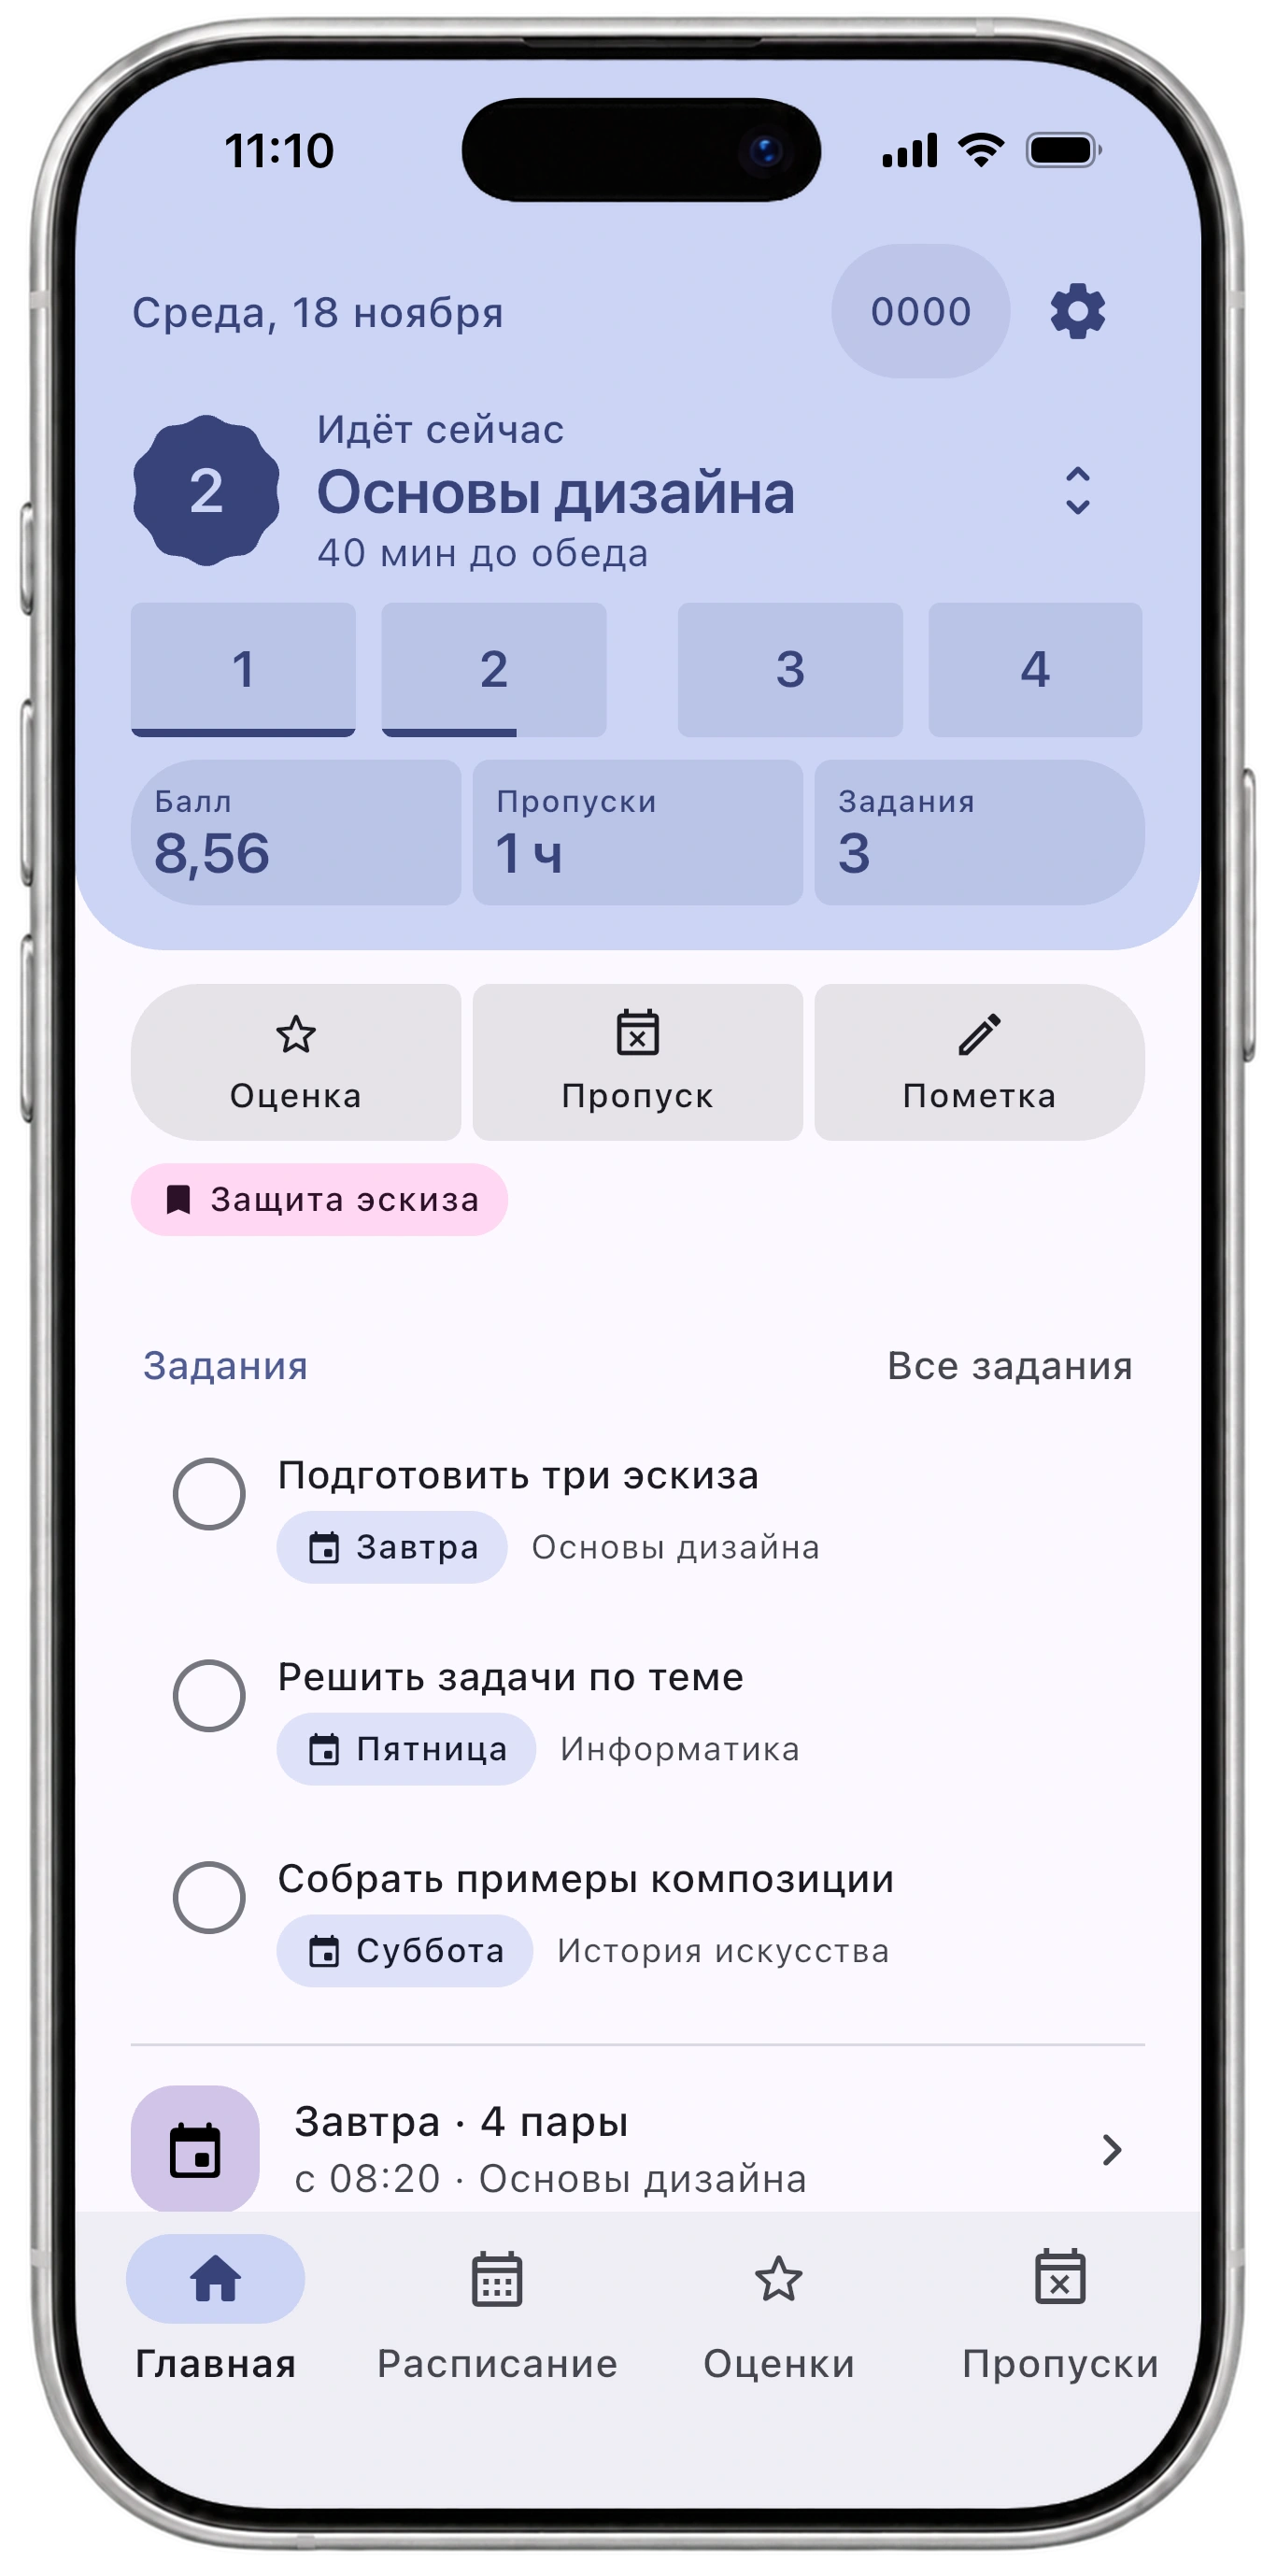 11:10
Среда, 18 ноября
0000
2
Идёт сейчас
Основы дизайна
40 мин до обеда
1 2 3 4
Балл Пропуски Задания
8,56 1 ч 3
Оценка Пропуск Пометка
Защита эскиза
Задания Все задания
Подготовить три эскиза
Завтра Основы дизайна
Решить задачи по теме
Пятница Информатика
Собрать примеры композиции
Суббота История искусства
Завтра · 4 пары
с 08:20 · Основы дизайна
Главная Расписание Оценки Пропуски